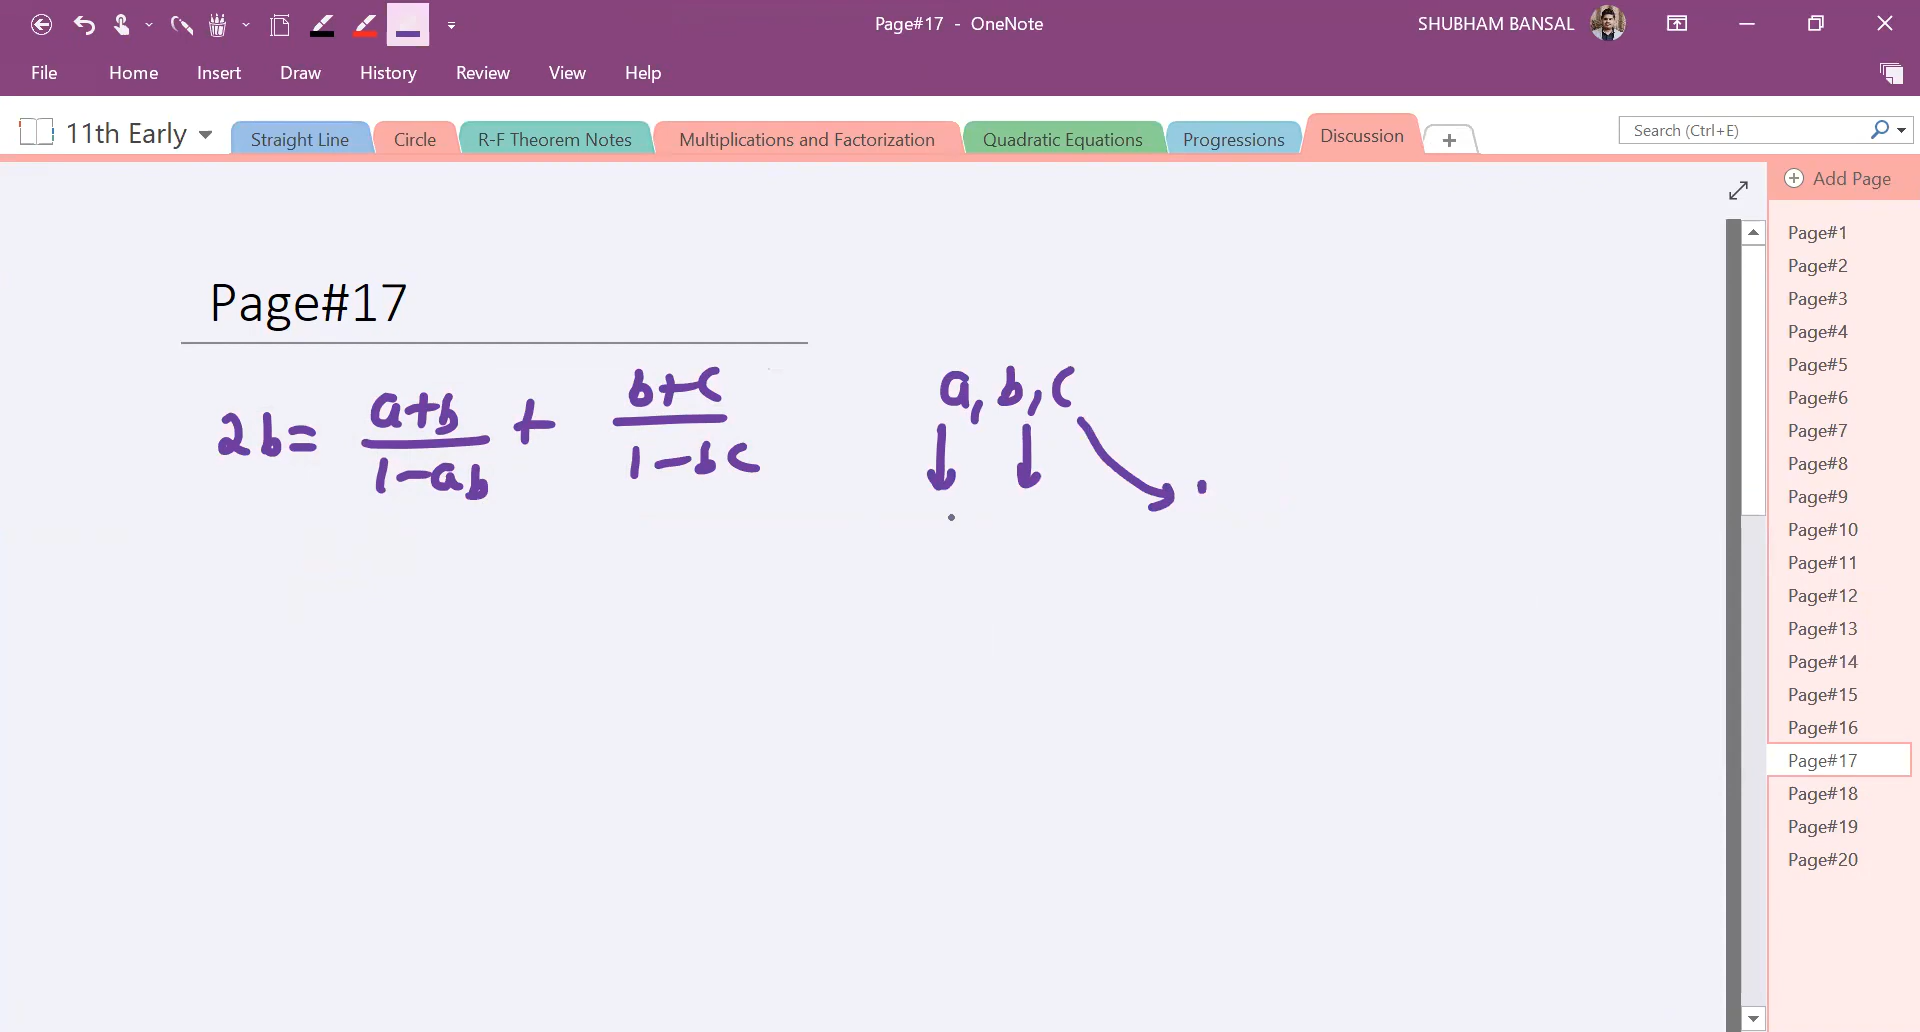 Page#17 - OneNote
SHUBHAM BANSAL
File Home Insert Draw History Review View Help
11th Early
Straight Line Circle R-F Theorem Notes Multiplications and Factorization Quadratic Equations Progressions Discussion
Search (Ctrl+E)
Add Page
Page#1
Page#2
Page#3
Page#4
Page#5
Page#6
Page#7
Page#8
Page#9
Page#10
Page#11
Page#12
Page#13
Page#14
Page#15
Page#16
Page#17
Page#18
Page#19
Page#20
Page#17
2b = a+b/1-ab + b+c/1-bc
a, b, c